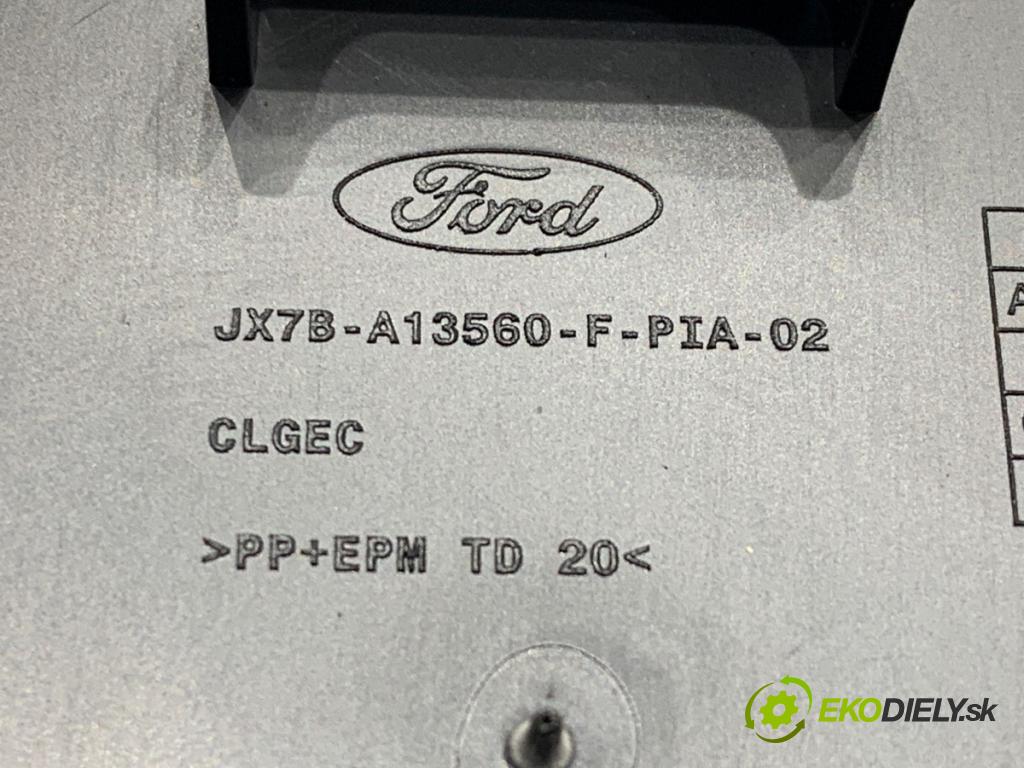 Ford
JX7B-A13560-F-PIA-02
CLGEC
>PP+EPM TD 20<
A
EKODIELY.sk